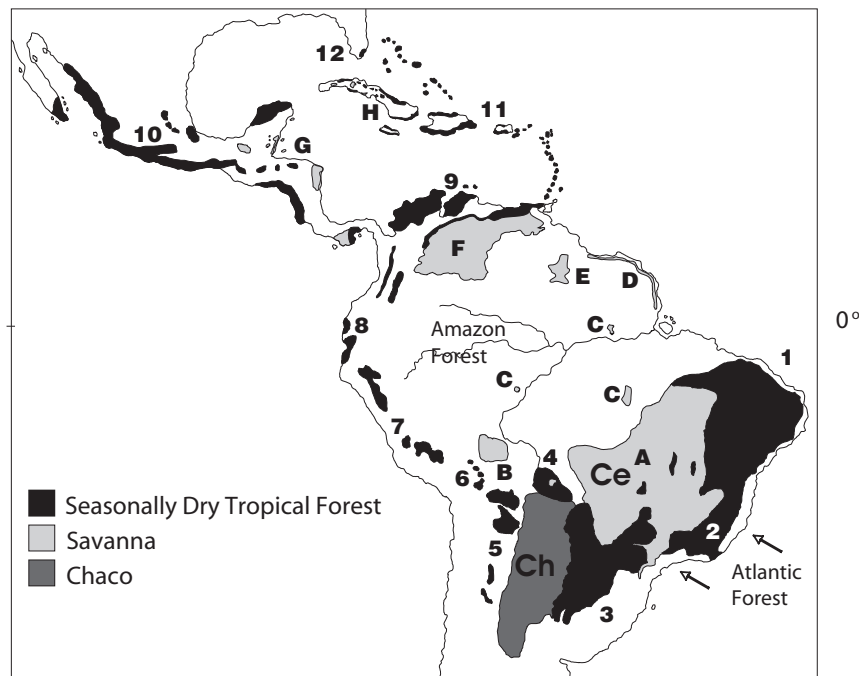 12
H
11
10
G
9
F
E
D
0°
8
Amazon
Forest
C
C
C
1
7
4
A
B
Ce
6
Seasonally Dry Tropical Forest
Savanna
Chaco
5
2
Ch
Atlantic
Forest
3